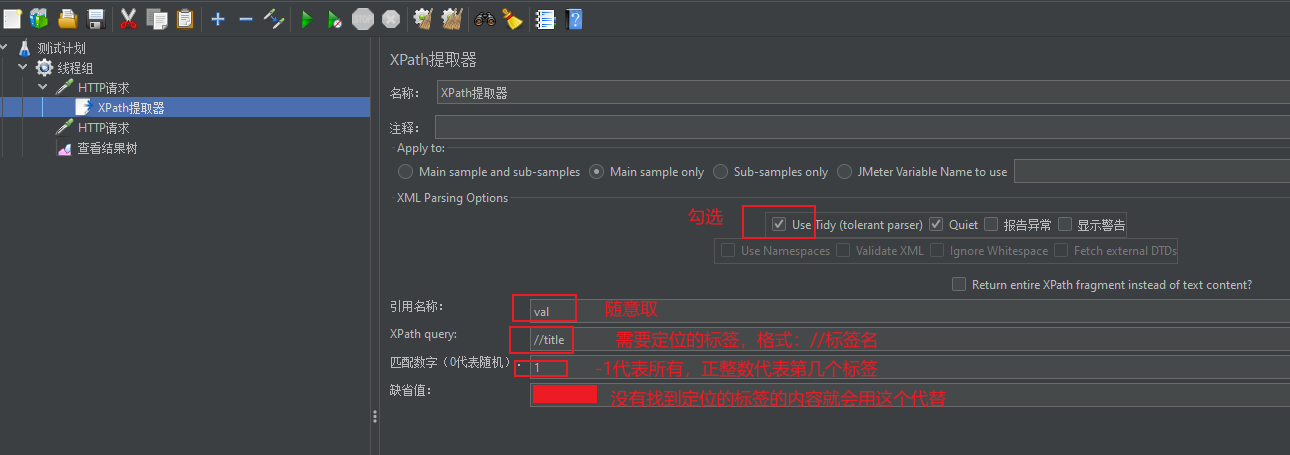 测试计划
线程组
HTTP请求
XPath提取器
HTTP请求
查看结果树
XPath提取器
名称: XPath提取器
注释:
Apply to:
Main sample and sub-samples Main sample only Sub-samples only JMeter Variable Name to use
XML Parsing Options
勾选 Use Tidy (tolerant parser) Quiet 报告异常 显示警告
Use Namespaces Validate XML Ignore Whitespace Fetch external DTDs
Return entire XPath fragment instead of text content?
引用名称: val 随意取
XPath query: //title 需要定位的标签，格式：//标签名
匹配数字（0代表随机）: 1 -1代表所有，正整数代表第几个标签
缺省值: 没有找到定位的标签的内容就会用这个代替